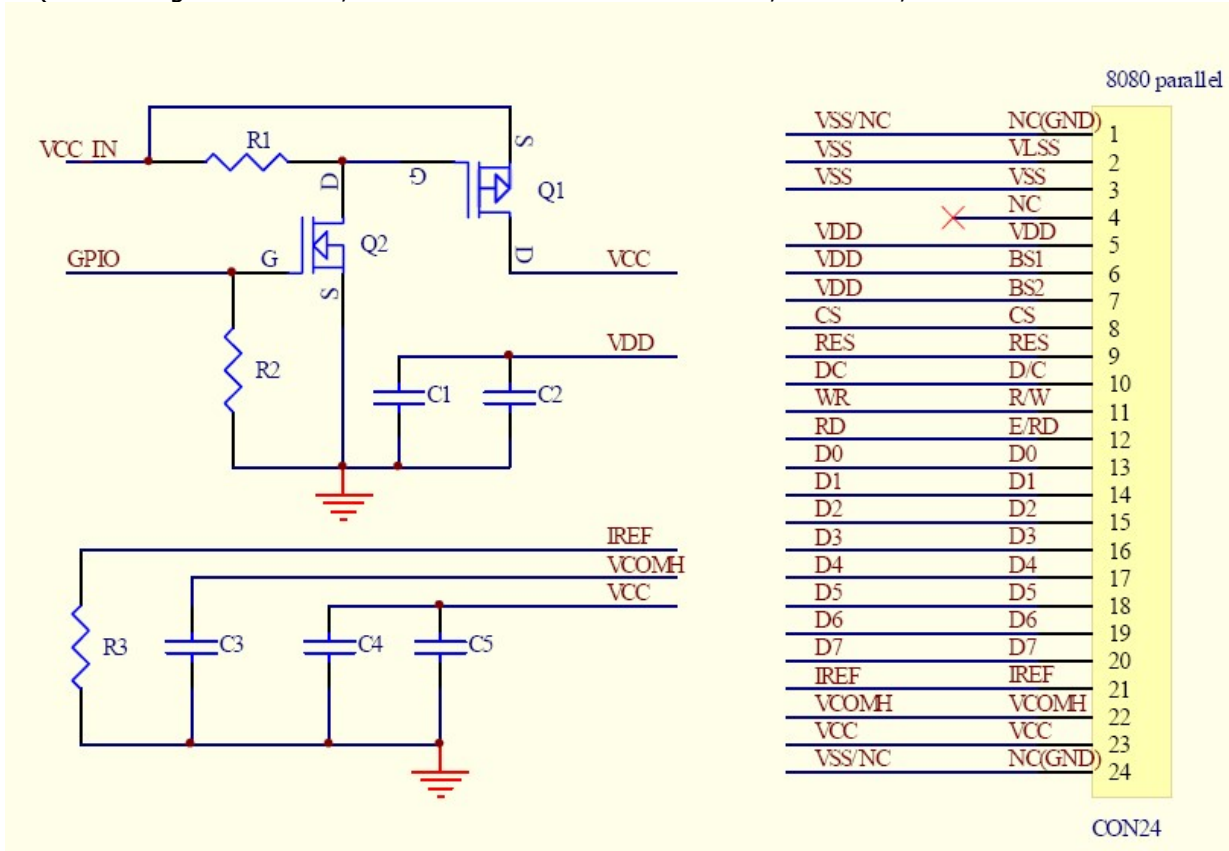 8080 parallel
VCC IN
R1
S
D
G
Q1
GPIO
G
Q2
S
D
VCC
R2
VDD
C1
C2
IREF
VCOMH
VCC
R3
C3
C4
C5
VSS/NC NC(GND) 1
VSS VLSS 2
VSS VSS 3
NC 4
VDD VDD 5
VDD BS1 6
VDD BS2 7
CS CS 8
RES RES 9
DC D/C 10
WR R/W 11
RD E/RD 12
D0 D0 13
D1 D1 14
D2 D2 15
D3 D3 16
D4 D4 17
D5 D5 18
D6 D6 19
D7 D7 20
IREF IREF 21
VCOMH VCOMH 22
VCC VCC 23
VSS/NC NC(GND) 24
CON24